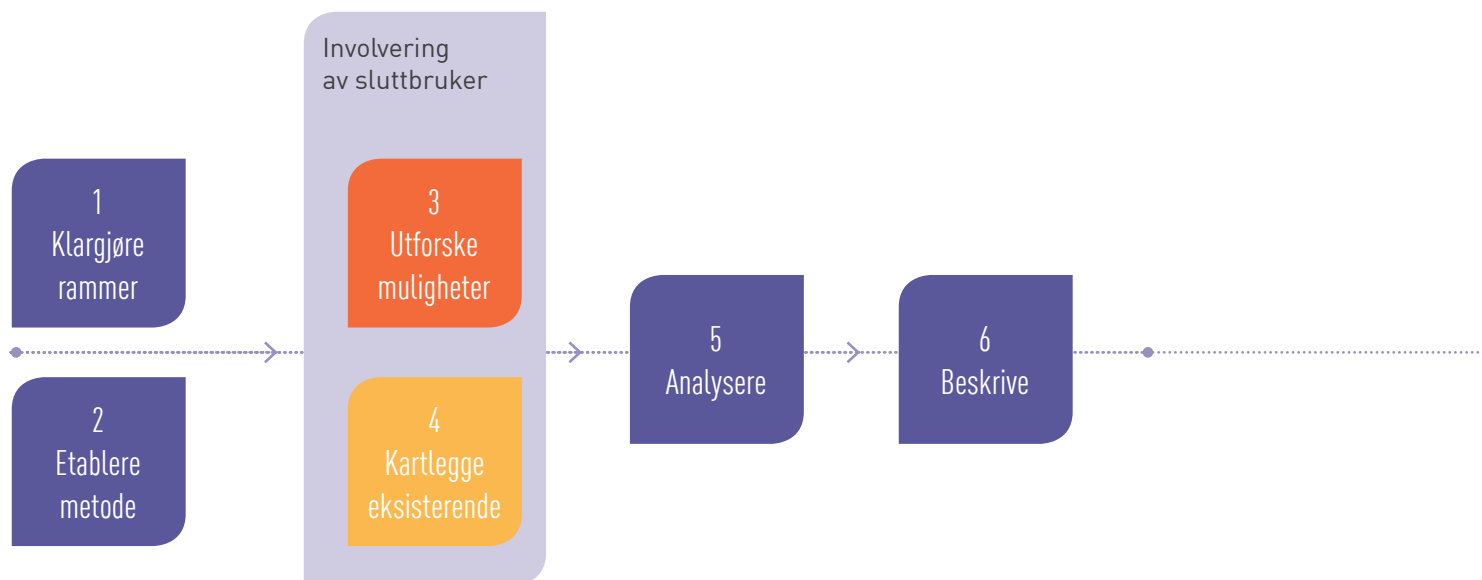 Involvering
av sluttbruker
1
Klargjøre
rammer
2
Etablere
metode
3
Utforske
muligheter
4
Kartlegge
eksisterende
5
Analysere
6
Beskrive